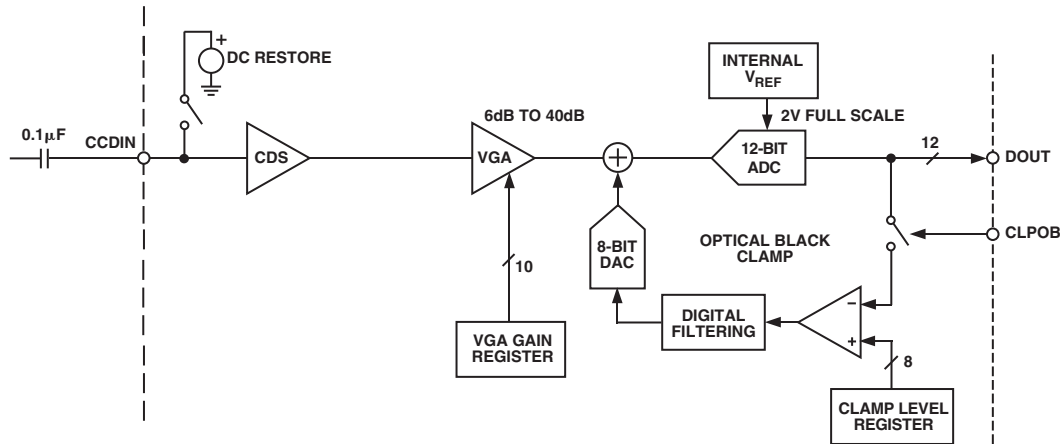 +
DC RESTORE
INTERNAL
VREF
6dB TO 40dB
2V FULL SCALE
0.1μF
CCDIN
CDS
VGA
+
12-BIT
ADC
12
DOUT
8-BIT
DAC
OPTICAL BLACK
CLAMP
CLPOB
10
–
+
DIGITAL
FILTERING
VGA GAIN
REGISTER
8
CLAMP LEVEL
REGISTER